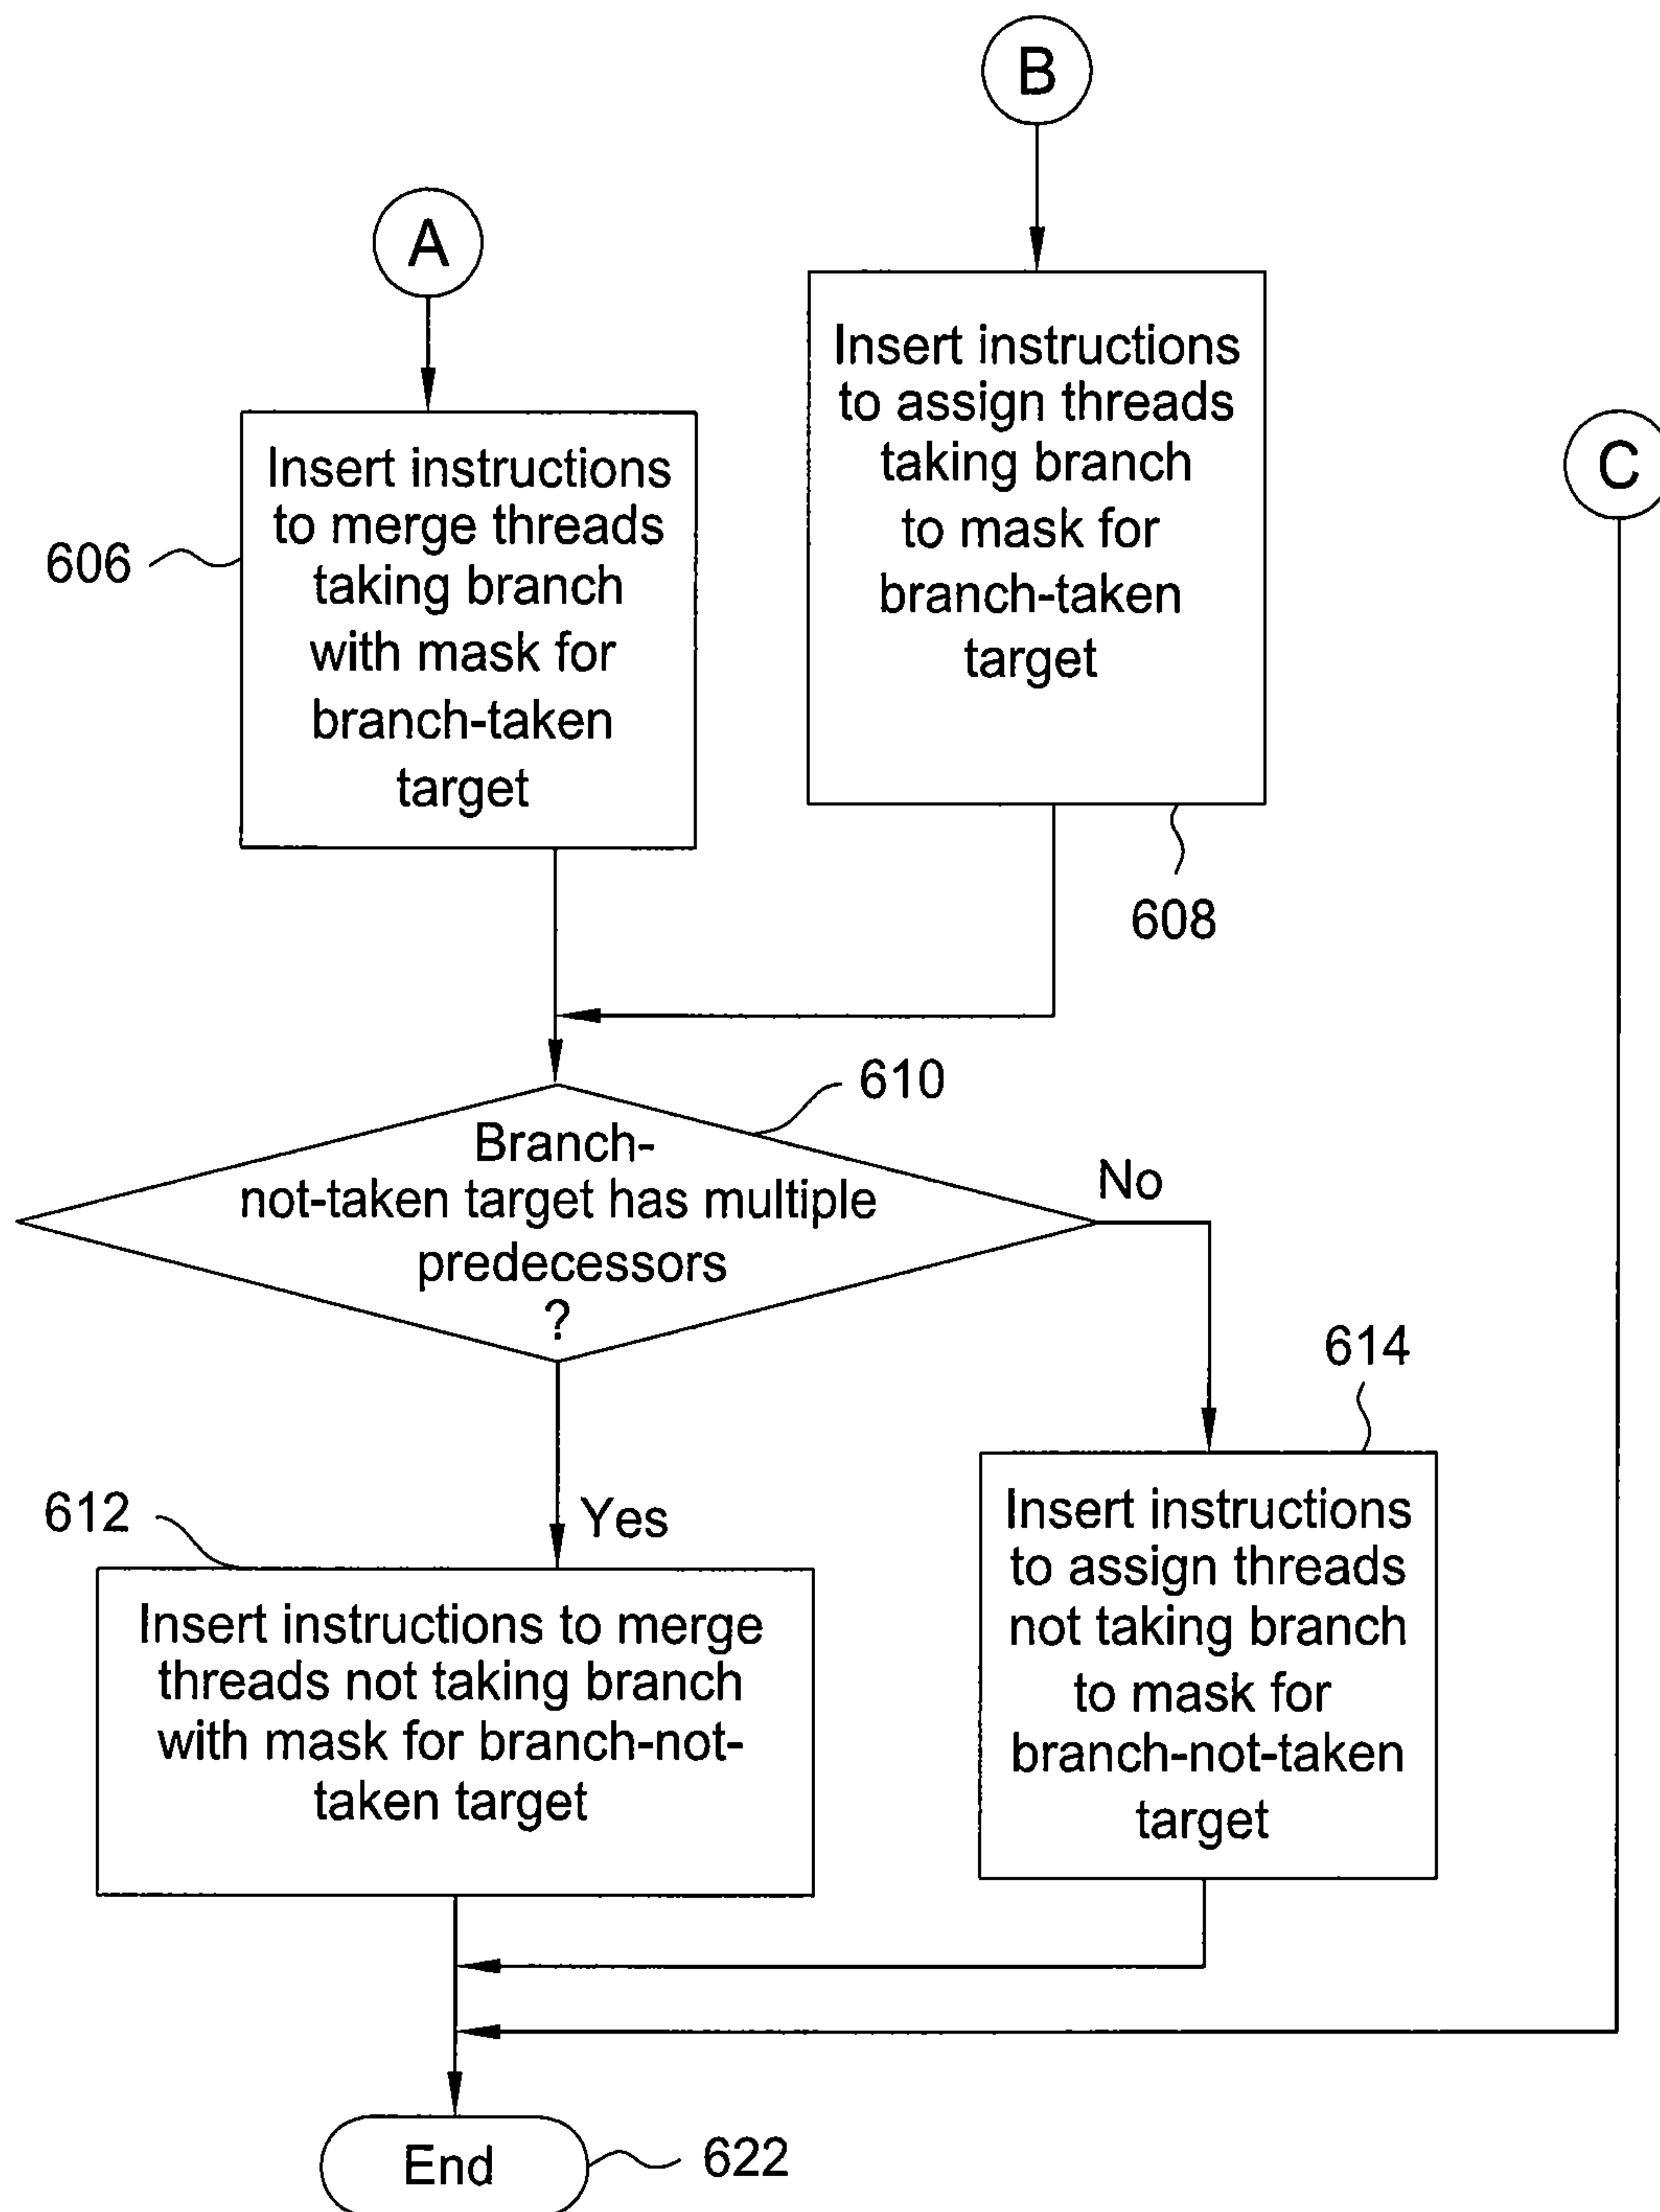 B
A
Insert instructions
to assign threads
taking branch
to mask for
branch-taken
target
C
Insert instructions
to merge threads
taking branch
with mask for
branch-taken
target
606
608
610
Branch-
not-taken target has multiple
predecessors
?
No
Yes
614
612
Insert instructions
to assign threads
not taking branch
to mask for
branch-not-taken
target
Insert instructions to merge
threads not taking branch
with mask for branch-not-
taken target
End
622